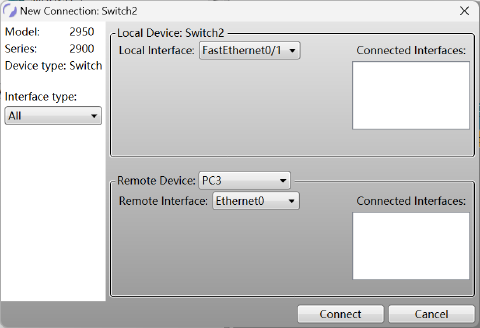 New Connection: Switch2
Model: 2950
Series: 2900
Device type: Switch
Interface type:
All
Local Device: Switch2
Local Interface: FastEthernet0/1
Connected Interfaces:
Remote Device: PC3
Remote Interface: Ethernet0
Connected Interfaces:
Connect
Cancel